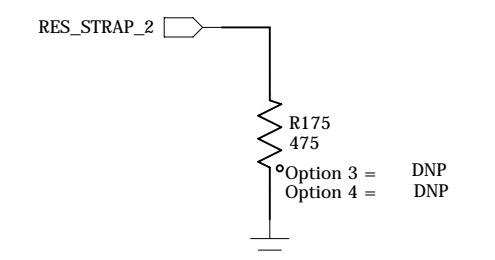 RES_STRAP_2
R175
475
Option 3 = DNP
Option 4 = DNP